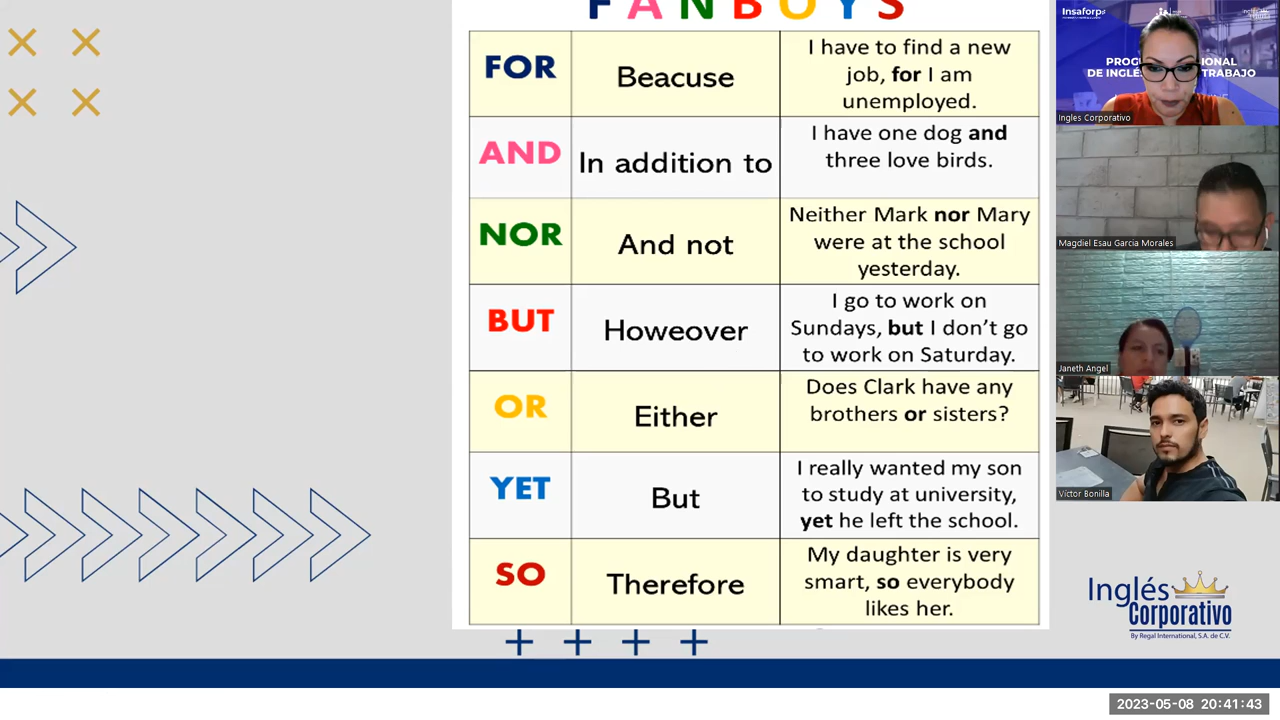 FANBOYS
FOR
Beacuse
I have to find a new
job, for I am
unemployed.
AND
In addition to
I have one dog and
three love birds.
NOR
And not
Neither Mark nor Mary
were at the school
yesterday.
BUT
Howeover
I go to work on
Sundays, but I don't go
to work on Saturday.
OR
Either
Does Clark have any
brothers or sisters?
YET
But
I really wanted my son
to study at university,
yet he left the school.
SO
Therefore
My daughter is very
smart, so everybody
likes her.
Insaforp
Ingles Corporativo
Magdiel Esau Garcia Morales
Janeth Angel
Víctor Bonilla
Inglés
Corporativo
By Regal International, S.A. de C.V.
2023-05-08 20:41:43